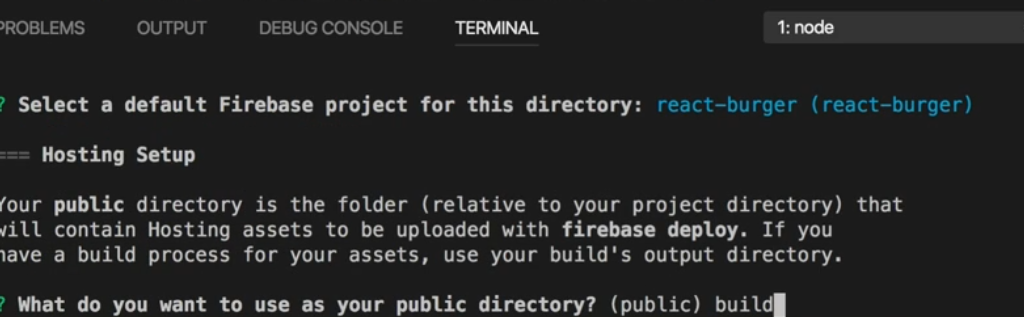 PROBLEMS OUTPUT DEBUG CONSOLE TERMINAL 1: node
? Select a default Firebase project for this directory: react-burger (react-burger)
=== Hosting Setup
Your public directory is the folder (relative to your project directory) that
will contain Hosting assets to be uploaded with firebase deploy. If you
have a build process for your assets, use your build's output directory.
? What do you want to use as your public directory? (public) build